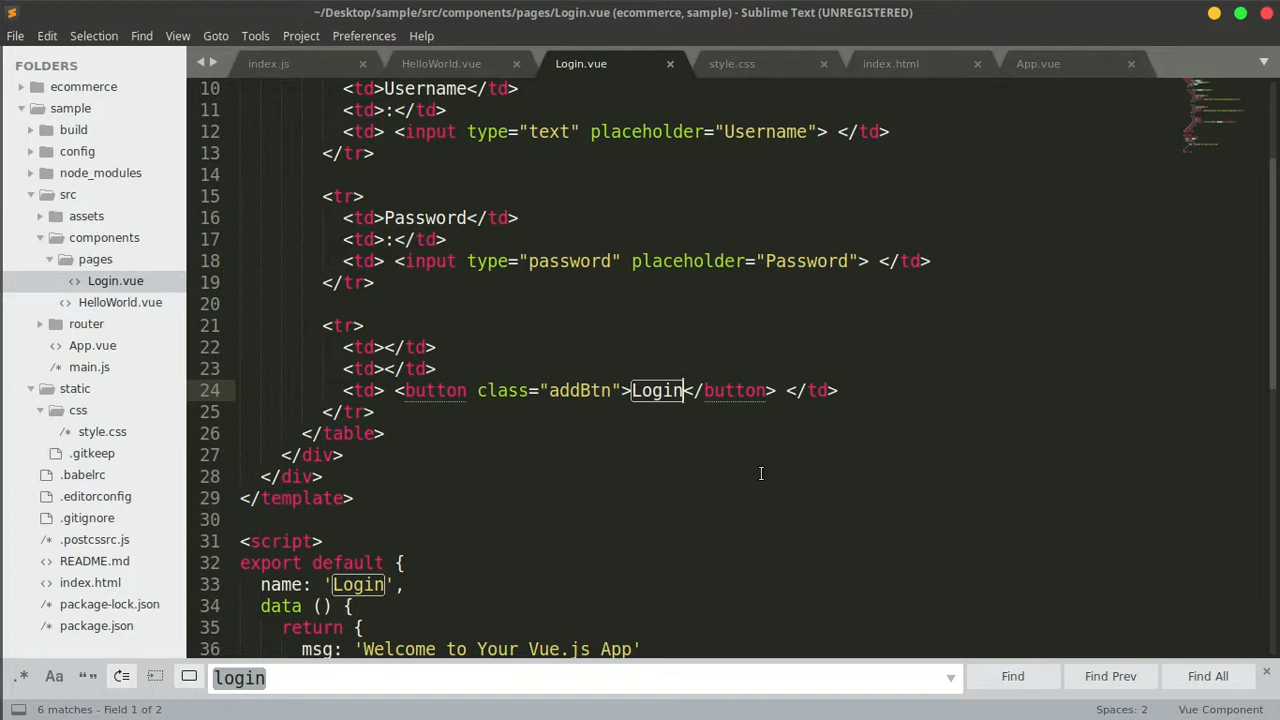 ~/Desktop/sample/src/components/pages/Login.vue (ecommerce, sample) - Sublime Text (UNREGISTERED)
File Edit Selection Find View Goto Tools Project Preferences Help
FOLDERS
ecommerce
sample
build
config
node_modules
src
assets
components
pages
Login.vue
HelloWorld.vue
router
App.vue
main.js
static
css
style.css
.gitkeep
.babelrc
.editorconfig
.gitignore
.postcssrc.js
README.md
index.html
package-lock.json
package.json
index.js HelloWorld.vue Login.vue style.css index.html App.vue
10 <td>Username</td>
11 <td>:</td>
12 <td> <input type="text" placeholder="Username"> </td>
13 </tr>
14
15 <tr>
16 <td>Password</td>
17 <td>:</td>
18 <td> <input type="password" placeholder="Password"> </td>
19 </tr>
20
21 <tr>
22 <td></td>
23 <td></td>
24 <td> <button class="addBtn">Login</button> </td>
25 </tr>
26 </table>
27 </div>
28 </div>
29 </template>
30
31 <script>
32 export default {
33 name: 'Login',
34 data () {
35 return {
36 msg: 'Welcome to Your Vue.js App'
.* Aa “” login Find Find Prev Find All
6 matches - Field 1 of 2 Spaces: 2 Vue Component